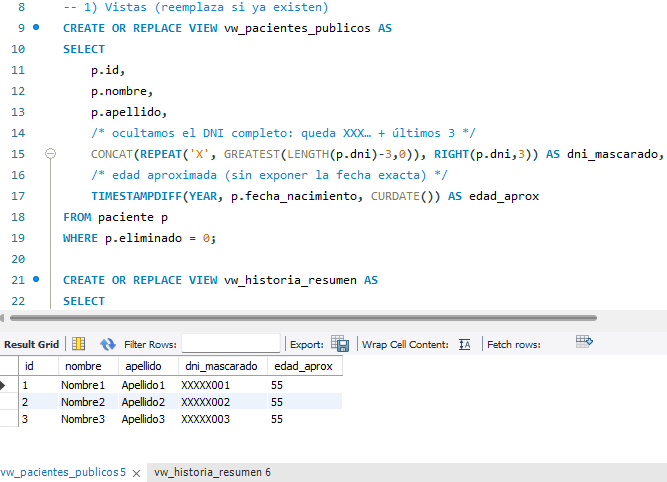 8 -- 1) Vistas (reemplaza si ya existen)
9 CREATE OR REPLACE VIEW vw_pacientes_publicos AS
10 SELECT
11 p.id,
12 p.nombre,
13 p.apellido,
14 /* ocultamos el DNI completo: queda XXX… + últimos 3 */
15 CONCAT(REPEAT('X', GREATEST(LENGTH(p.dni)-3,0)), RIGHT(p.dni,3)) AS dni_mascarado,
16 /* edad aproximada (sin exponer la fecha exacta) */
17 TIMESTAMPDIFF(YEAR, p.fecha_nacimiento, CURDATE()) AS edad_aprox
18 FROM paciente p
19 WHERE p.eliminado = 0;
20
21 CREATE OR REPLACE VIEW vw_historia_resumen AS
22 SELECT
Result Grid Filter Rows: Export: Wrap Cell Content: Fetch rows:
id nombre apellido dni_mascarado edad_aprox
1 Nombre1 Apellido1 XXXXX001 55
2 Nombre2 Apellido2 XXXXX002 55
3 Nombre3 Apellido3 XXXXX003 55
vw_pacientes_publicos 5 vw_historia_resumen 6